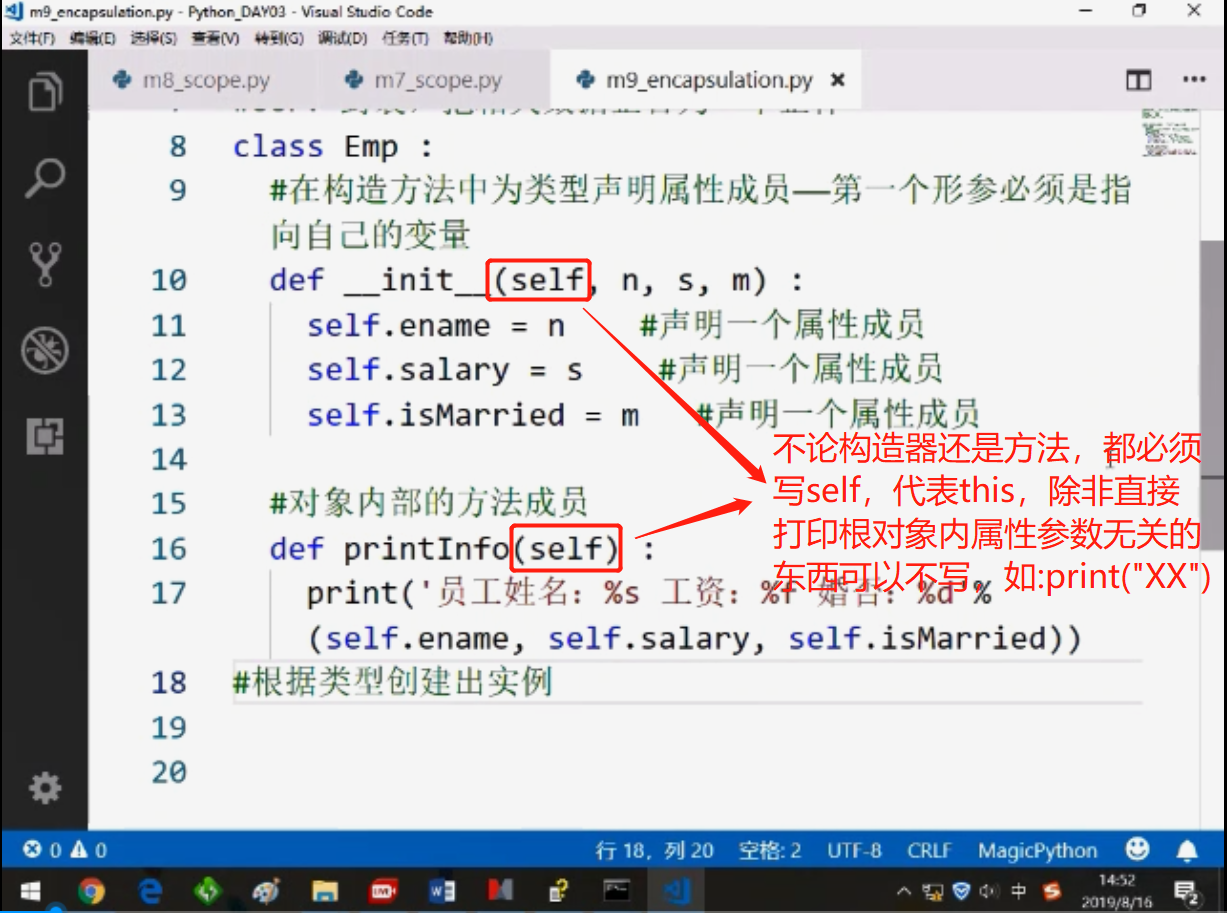 m9_encapsulation.py - Python_DAY03 - Visual Studio Code
文件(F) 编辑(E) 选择(S) 查看(V) 转到(G) 调试(D) 任务(T) 帮助(H)
m8_scope.py m7_scope.py m9_encapsulation.py
8 class Emp :
9 #在构造方法中为类型声明属性成员——第一个形参必须是指
向自己的变量
10 def __init__(self, n, s, m) :
11 self.ename = n #声明一个属性成员
12 self.salary = s #声明一个属性成员
13 self.isMarried = m #声明一个属性成员
14
15 #对象内部的方法成员
16 def printInfo(self) :
17 print('员工姓名：%s 工资：%f 婚否：%d'%
(self.ename, self.salary, self.isMarried))
18 #根据类型创建出实例
19
20
不论构造器还是方法，都必须
写self，代表this，除非直接
打印根对象内属性参数无关的
东西可以不写，如:print("XX")
0 0 行 18，列 20 空格: 2 UTF-8 CRLF MagicPython
中 14:52
2019/8/16 2